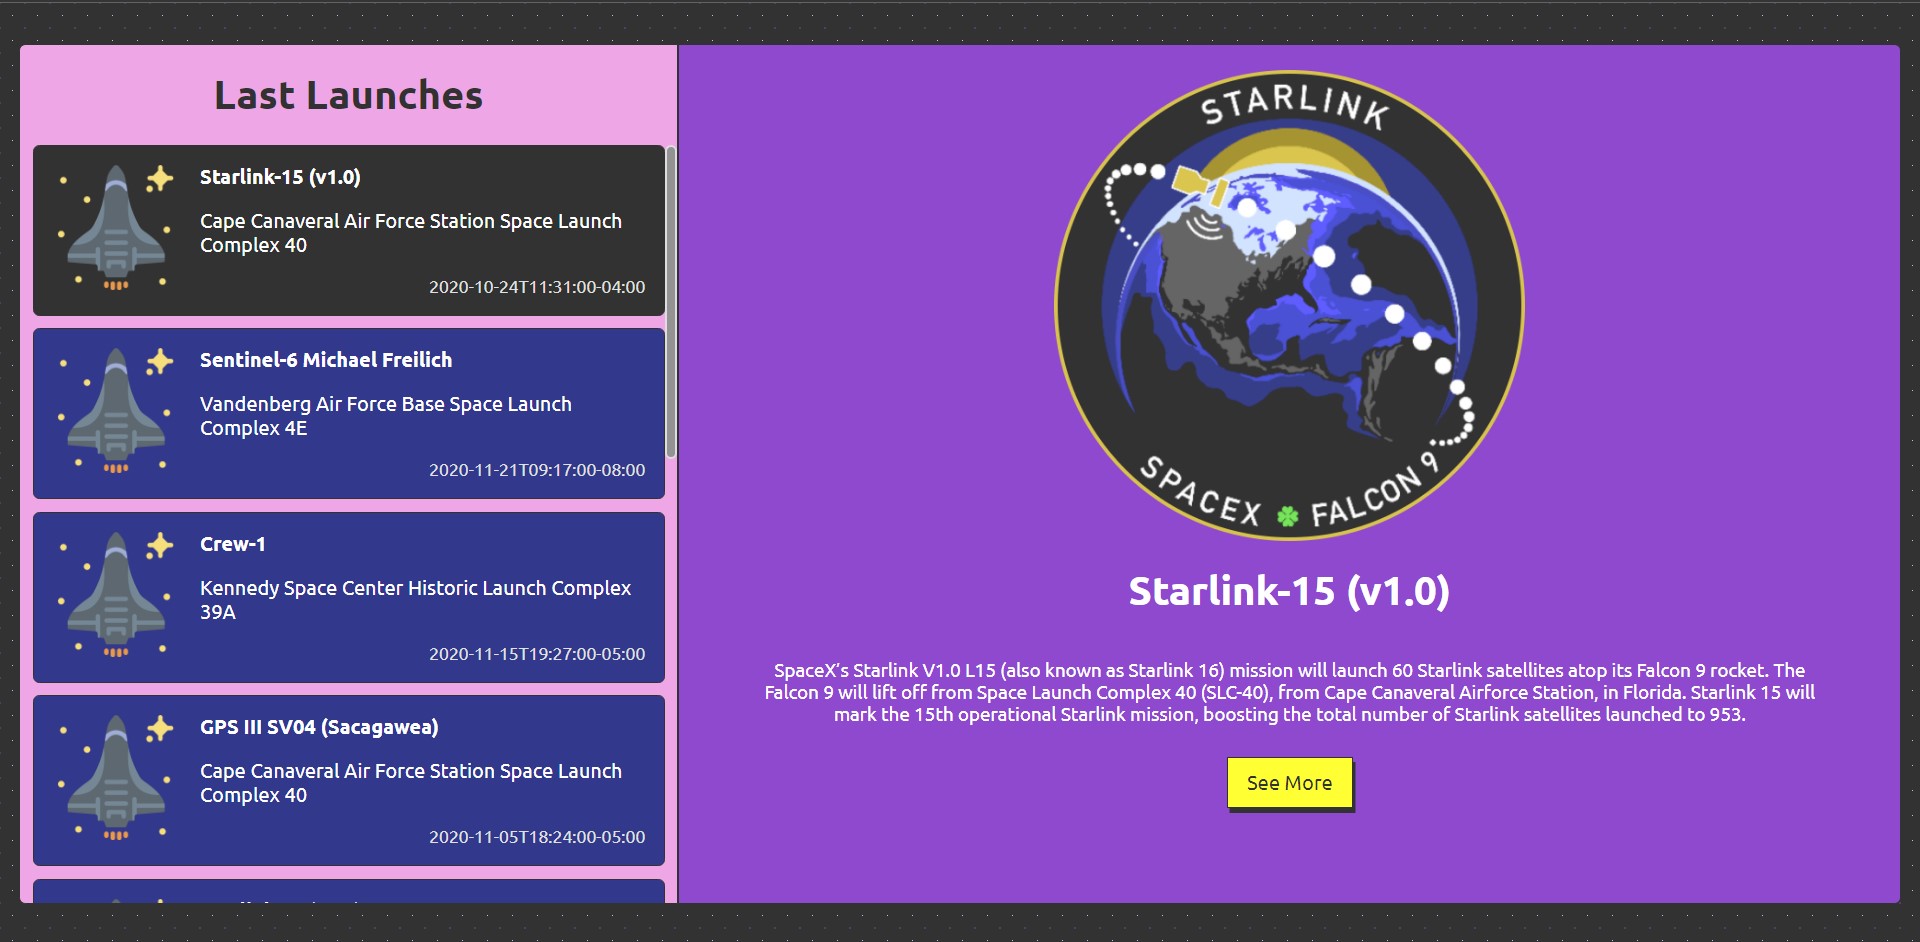 Last Launches
Starlink-15 (v1.0)
Cape Canaveral Air Force Station Space Launch
Complex 40
2020-10-24T11:31:00-04:00
Sentinel-6 Michael Freilich
Vandenberg Air Force Base Space Launch
Complex 4E
2020-11-21T09:17:00-08:00
Crew-1
Kennedy Space Center Historic Launch Complex
39A
2020-11-15T19:27:00-05:00
GPS III SV04 (Sacagawea)
Cape Canaveral Air Force Station Space Launch
Complex 40
2020-11-05T18:24:00-05:00
STARLINK
SPACEX 🍀 FALCON 9
Starlink-15 (v1.0)
SpaceX’s Starlink V1.0 L15 (also known as Starlink 16) mission will launch 60 Starlink satellites atop its Falcon 9 rocket. The
Falcon 9 will lift off from Space Launch Complex 40 (SLC-40), from Cape Canaveral Airforce Station, in Florida. Starlink 15 will
mark the 15th operational Starlink mission, boosting the total number of Starlink satellites launched to 953.
See More